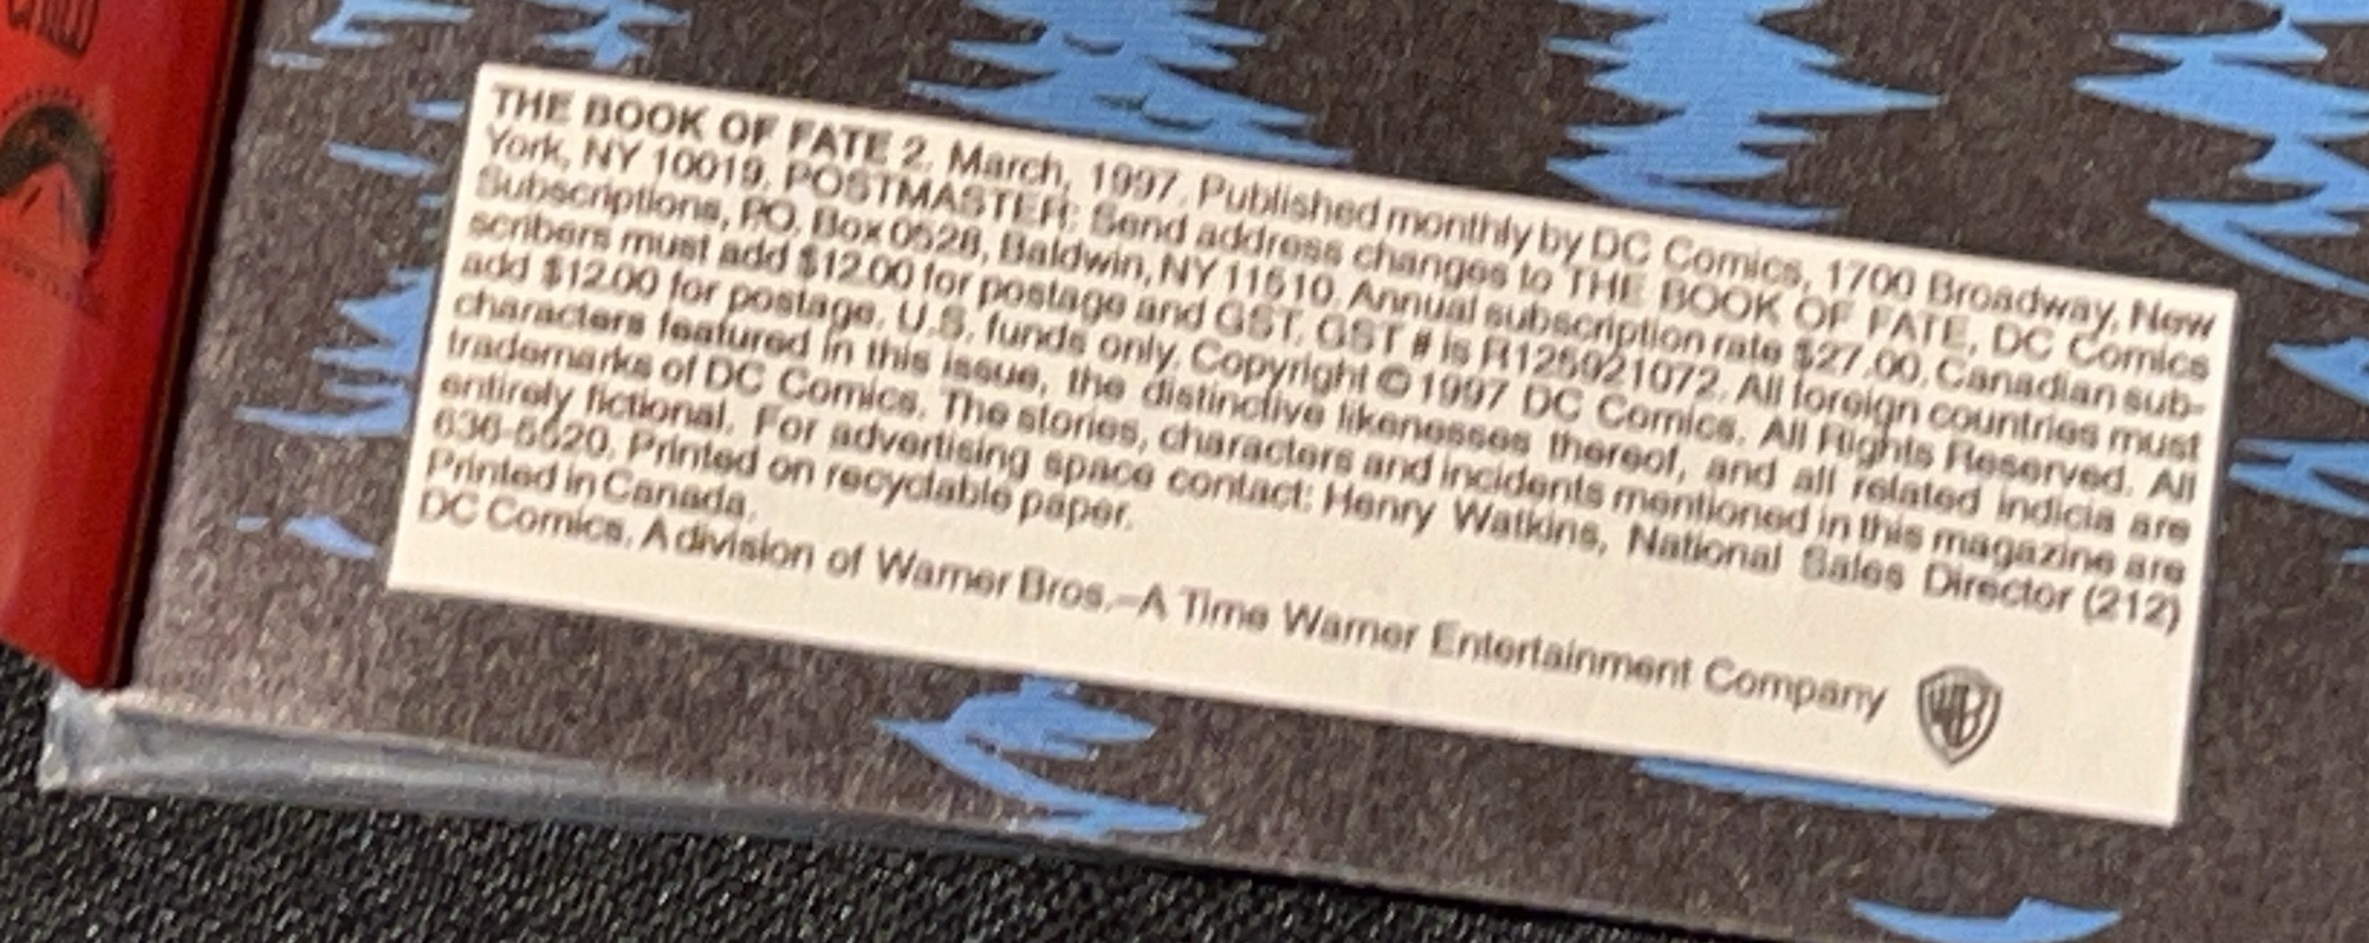 THE BOOK OF FATE 2, March, 1997. Published monthly by DC Comics, 1700 Broadway, New
York, NY 10019. POSTMASTER: Send address changes to THE BOOK OF FATE, DC Comics
Subscriptions, P.O. Box 0528, Baldwin, NY 11510. Annual subscription rate $27.00. Canadian sub-
scribers must add $12.00 for postage and GST. GST # is R125921072. All foreign countries must
add $12.00 for postage. U.S. funds only. Copyright © 1997 DC Comics. All Rights Reserved. All
characters featured in this issue, the distinctive likenesses thereof, and all related indicia are
trademarks of DC Comics. The stories, characters and incidents mentioned in this magazine are
entirely fictional. For advertising space contact: Henry Watkins, National Sales Director (212)
636-5520. Printed on recyclable paper.
Printed in Canada.
DC Comics. A division of Warner Bros.–A Time Warner Entertainment Company
WB